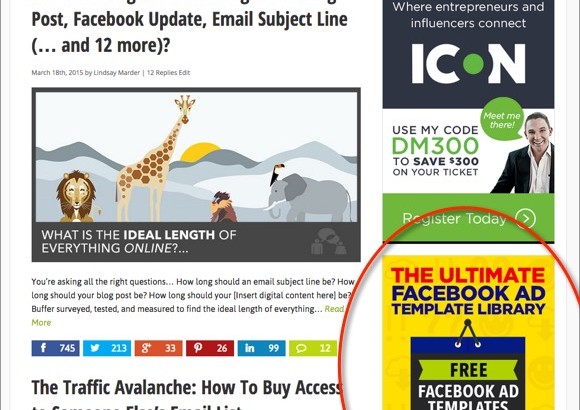 Post, Facebook Update, Email Subject Line
(… and 12 more)?
March 18th, 2015 by Lindsay Marder | 12 Replies Edit
WHAT IS THE IDEAL LENGTH OF
EVERYTHING ONLINE?...
You're asking all the right questions… How long should an email subject line be? How
long should your blog post be? How long should your [Insert digital content here] be?
Buffer surveyed, tested, and measured to find the ideal length of everything… Read
More
745
213
33
26
99
12
The Traffic Avalanche: How To Buy Access
to Someone Else's Email List
Where entrepreneurs and
influencers connect
ICON
Meet me
there!
USE MY CODE
DM300
TO SAVE $300
ON YOUR TICKET
Register Today
THE ULTIMATE
FACEBOOK AD
TEMPLATE LIBRARY
FREE
FACEBOOK AD
TEMPLATES